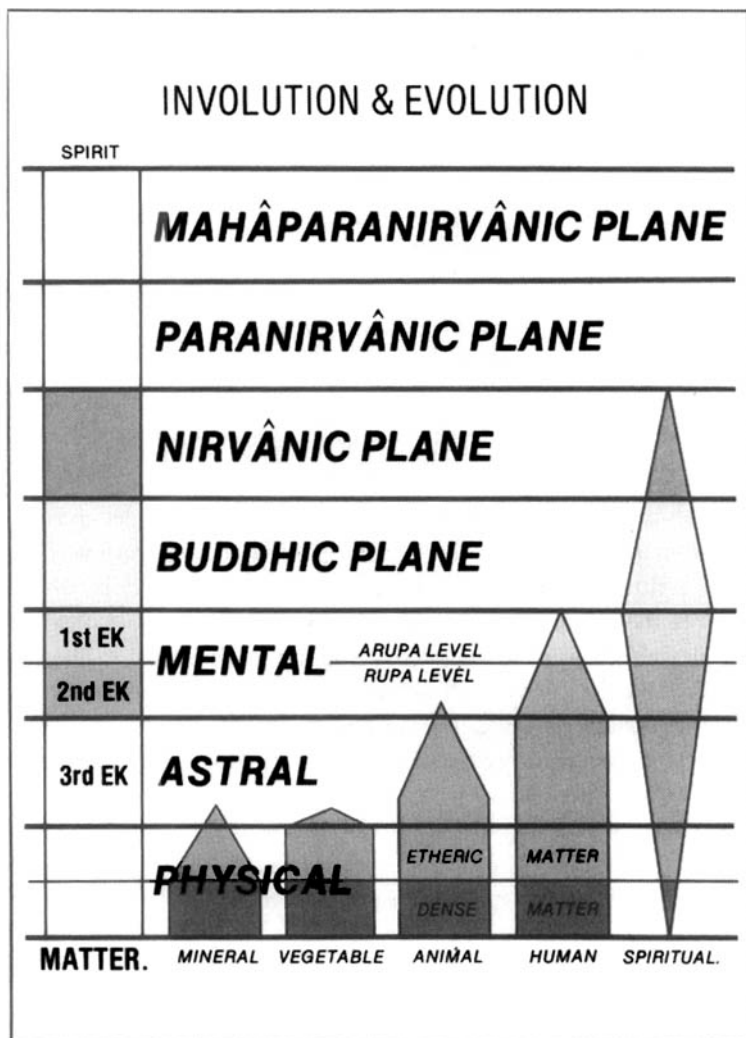 INVOLUTION & EVOLUTION
SPIRIT
MAHÂPARANIRVÂNIC PLANE
PARANIRVÂNIC PLANE
NIRVÂNIC PLANE
BUDDHIC PLANE
1st EK
MENTAL
ARUPA LEVEL
RUPA LEVEL
2nd EK
3rd EK
ASTRAL
PHYSICAL
ETHERIC MATTER
DENSE MATTER
MATTER. MINERAL VEGETABLE ANIMAL HUMAN SPIRITUAL.